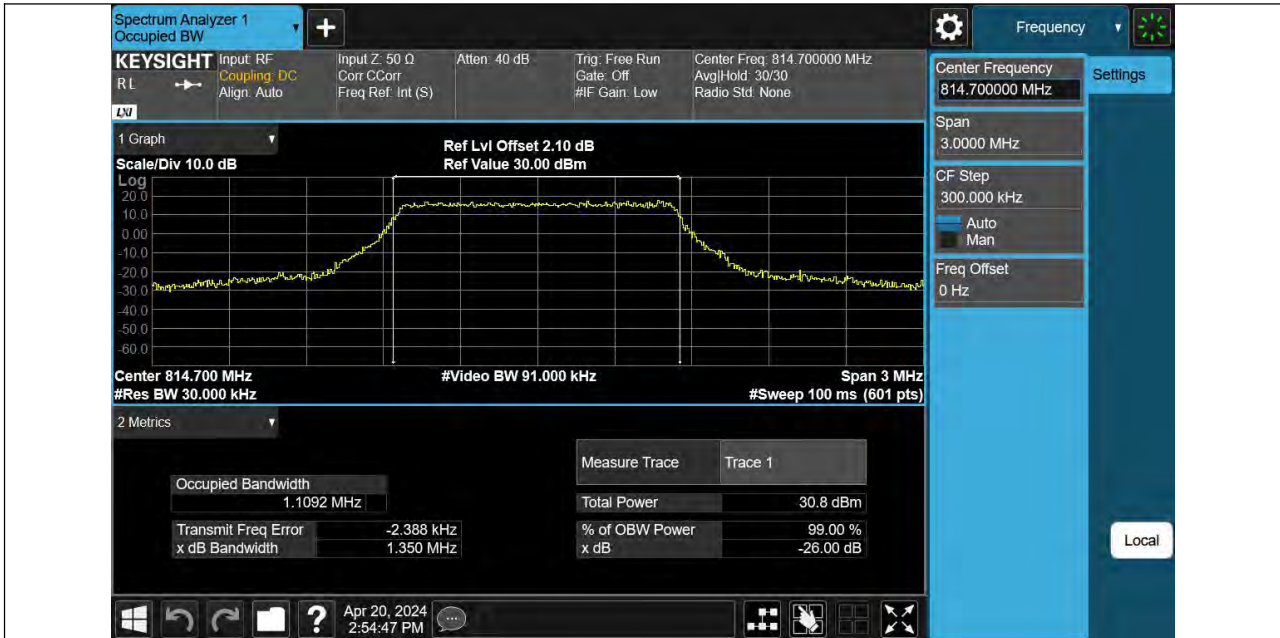 Spectrum Analyzer 1
Occupied BW
Frequency
KEYSIGHT
RL
LXI
Input: RF
Coupling: DC
Align: Auto
Input Z: 50 Ω
Corr CCorr
Freq Ref: Int (S)
Atten: 40 dB
Trig: Free Run
Gate: Off
#IF Gain: Low
Center Freq: 814.700000 MHz
Avg|Hold: 30/30
Radio Std: None
Center Frequency
814.700000 MHz
Settings
Span
3.0000 MHz
CF Step
300.000 kHz
Auto
Man
Freq Offset
0 Hz
1 Graph
Scale/Div 10.0 dB
Ref Lvl Offset 2.10 dB
Ref Value 30.00 dBm
Log
20.0
10.0
0.00
-10.0
-20.0
-30.0
-40.0
-50.0
-60.0
Center 814.700 MHz
#Video BW 91.000 kHz
Span 3 MHz
#Res BW 30.000 kHz
#Sweep 100 ms (601 pts)
2 Metrics
Measure Trace Trace 1
Occupied Bandwidth
1.1092 MHz
Total Power 30.8 dBm
Transmit Freq Error -2.388 kHz
% of OBW Power 99.00 %
x dB Bandwidth 1.350 MHz
x dB -26.00 dB
Local
Apr 20, 2024
2:54:47 PM